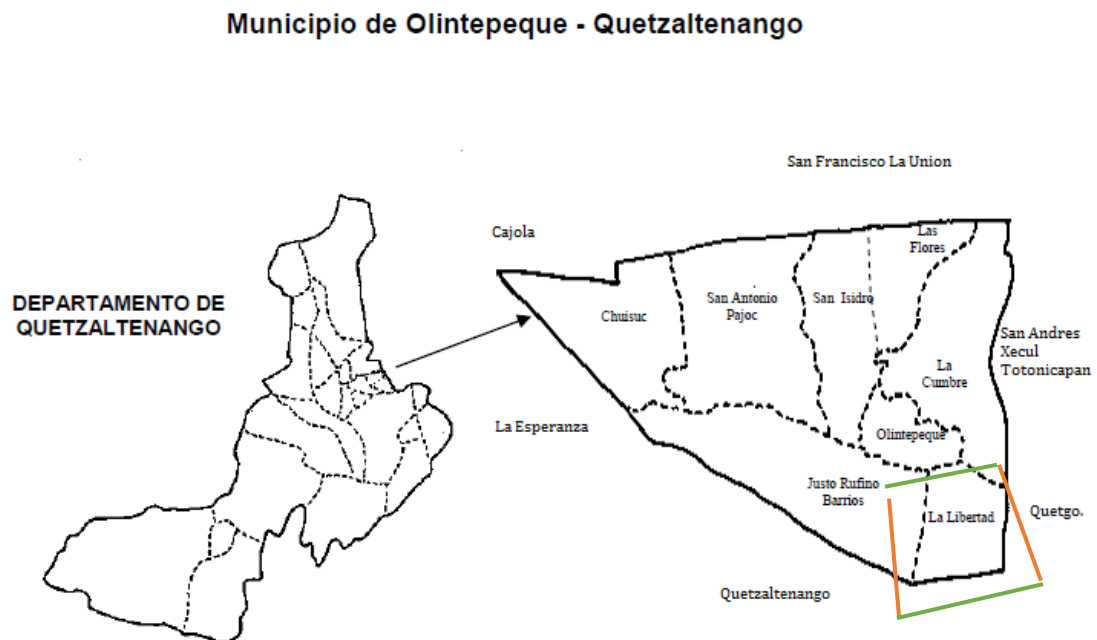 Municipio de Olintepeque - Quetzaltenango
San Francisco La Union
Cajola
Las
Flores
DEPARTAMENTO DE
QUETZALTENANGO
Chuisuc
San Antonio
Pajoc
San Isidro
San Andres
Xecul
Totonicapan
La
Cumbre
La Esperanza
Olintepeque
Justo Rufino
Barrios
La Libertad
Quetgo.
Quetzaltenango